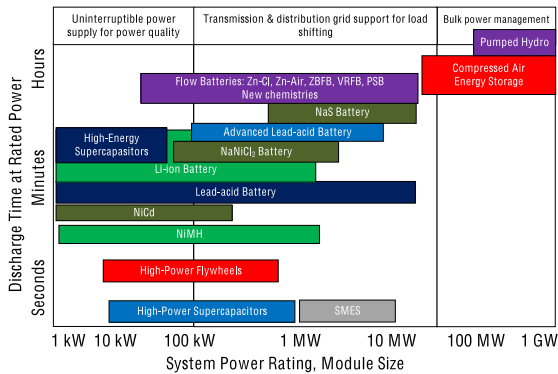 Uninterruptible power
supply for power quality
Transmission & distribution grid support for load
shifting
Bulk power management
Pumped Hydro
Compressed Air
Energy Storage
Flow Batteries: Zn-Cl, Zn-Air, ZBFB, VRFB, PSB
New chemistries
NaS Battery
High-Energy
Supercapasitors
Advanced Lead-acid Battery
NaNiCl2 Battery
Li-ion Battery
Lead-acid Battery
NiCd
NiMH
High-Power Flywheels
High-Power Supercapacitors
SMES
Discharge Time at Rated Power
Hours
Minutes
Seconds
1 kW
10 kW
100 kW
1 MW
10 MW
100 MW
1 GW
System Power Rating, Module Size